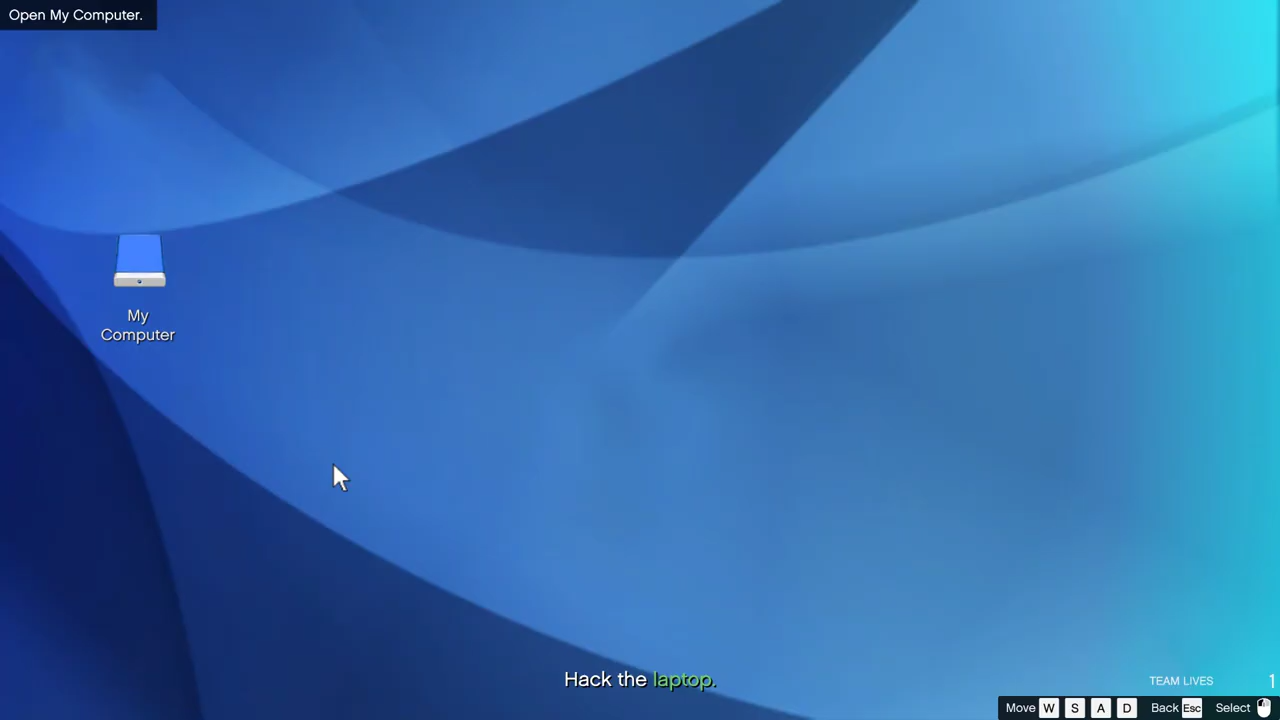 Open My Computer.
My
Computer
Hack the laptop.
TEAM LIVES 1
Move W S A D Back Esc Select